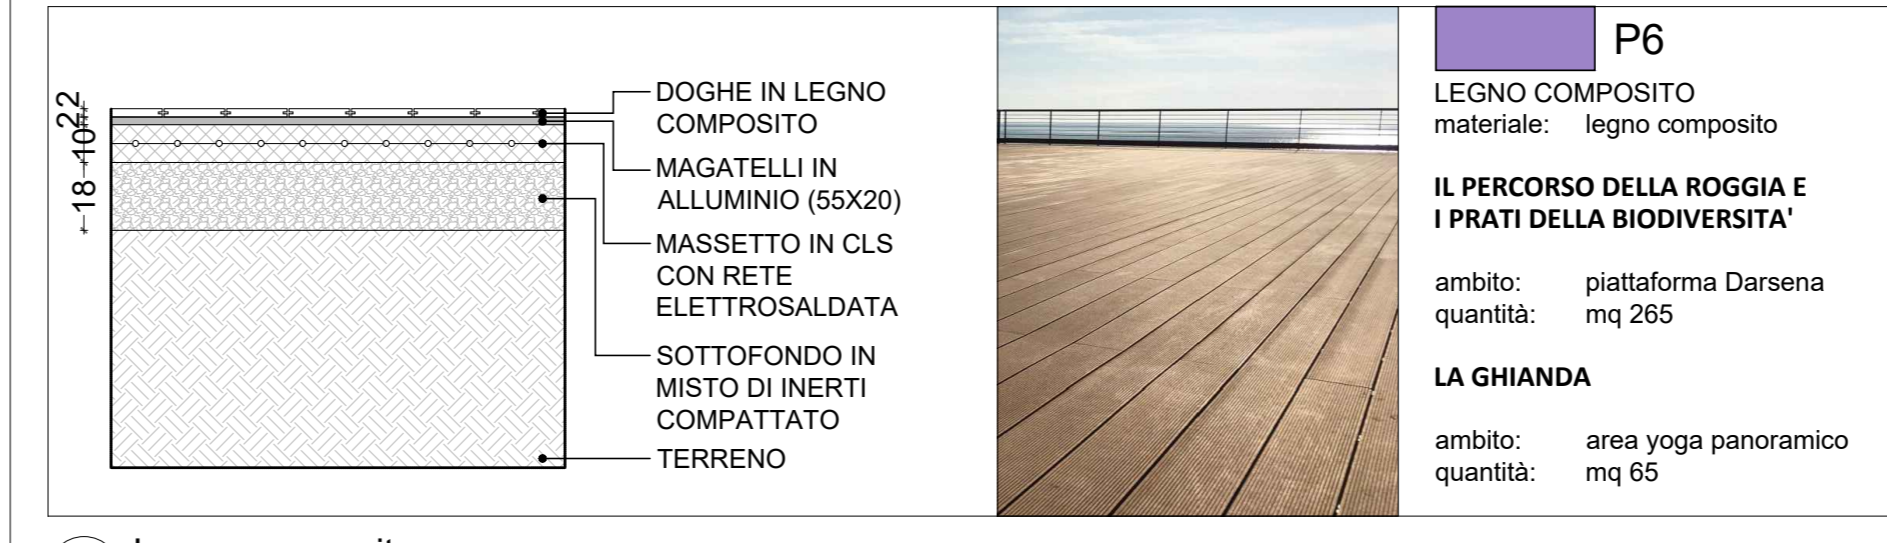 22
10
18
DOGHE IN LEGNO
COMPOSITO
MAGATELLI IN
ALLUMINIO (55X20)
MASSETTO IN CLS
CON RETE
ELETTROSALDATA
SOTTOFONDO IN
MISTO DI INERTI
COMPATTATO
TERRENO
P6
LEGNO COMPOSITO
materiale: legno composito
IL PERCORSO DELLA ROGGIA E
I PRATI DELLA BIODIVERSITA'
ambito: piattaforma Darsena
quantità: mq 265
LA GHIANDA
ambito: area yoga panoramico
quantità: mq 65